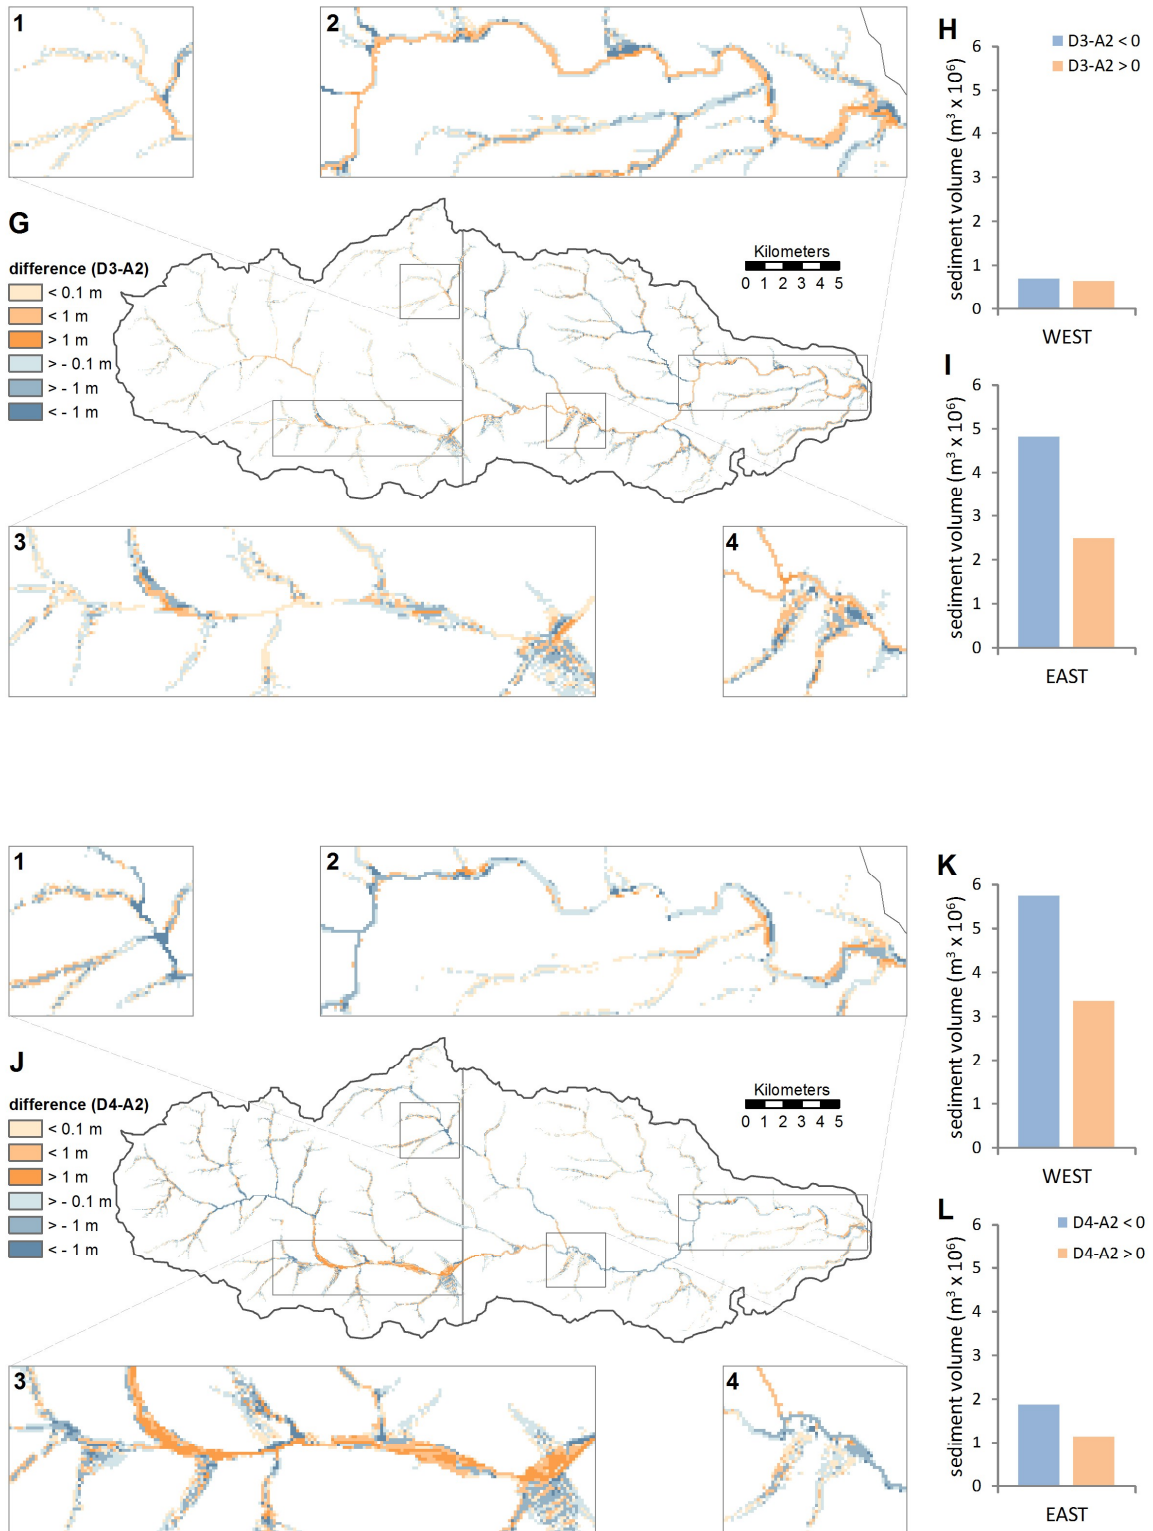 1
2
H
D3-A2 < 0
D3-A2 > 0
6
5
4
3
2
1
0
sediment volume (m³ x 10⁶)
WEST
G
difference (D3-A2)
< 0.1 m
< 1 m
> 1 m
> - 0.1 m
> - 1 m
< - 1 m
Kilometers
0 1 2 3 4 5
I
6
5
4
3
2
1
0
sediment volume (m³ x 10⁶)
EAST
3
4
1
2
K
6
5
4
3
2
1
0
sediment volume (m³ x 10⁶)
WEST
J
difference (D4-A2)
< 0.1 m
< 1 m
> 1 m
> - 0.1 m
> - 1 m
< - 1 m
Kilometers
0 1 2 3 4 5
L
D4-A2 < 0
D4-A2 > 0
6
5
4
3
2
1
0
sediment volume (m³ x 10⁶)
EAST
3
4